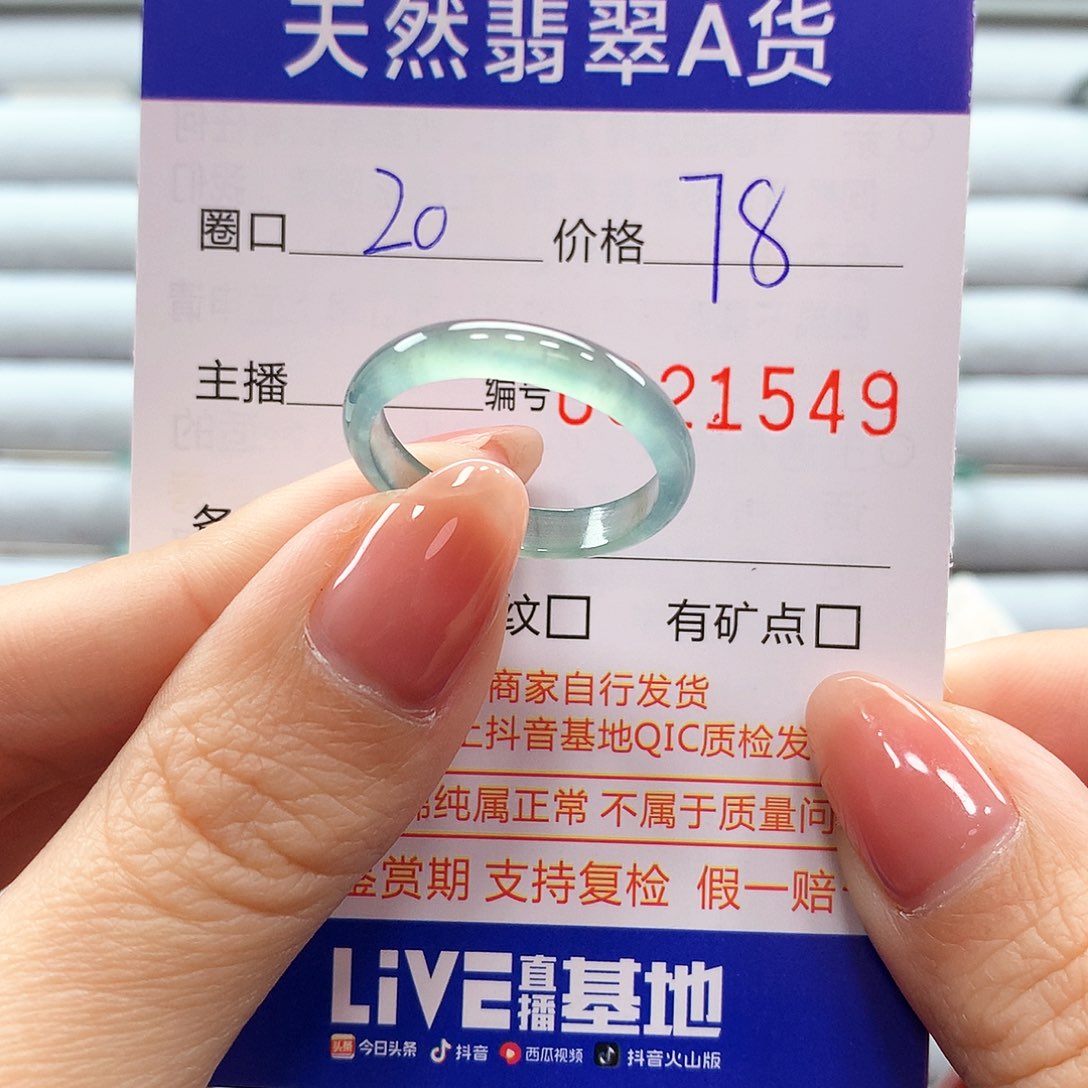 天然翡翠A货
圈口 20 价格 78
主播 编号 21549
纹□ 有矿点□
商家自行发货
抖音基地QIC质检发
纯属正常 不属于质量问
鉴赏期 支持复检 假一赔
LiVE直播基地
头条 今日头条 抖音 西瓜视频 抖音火山版